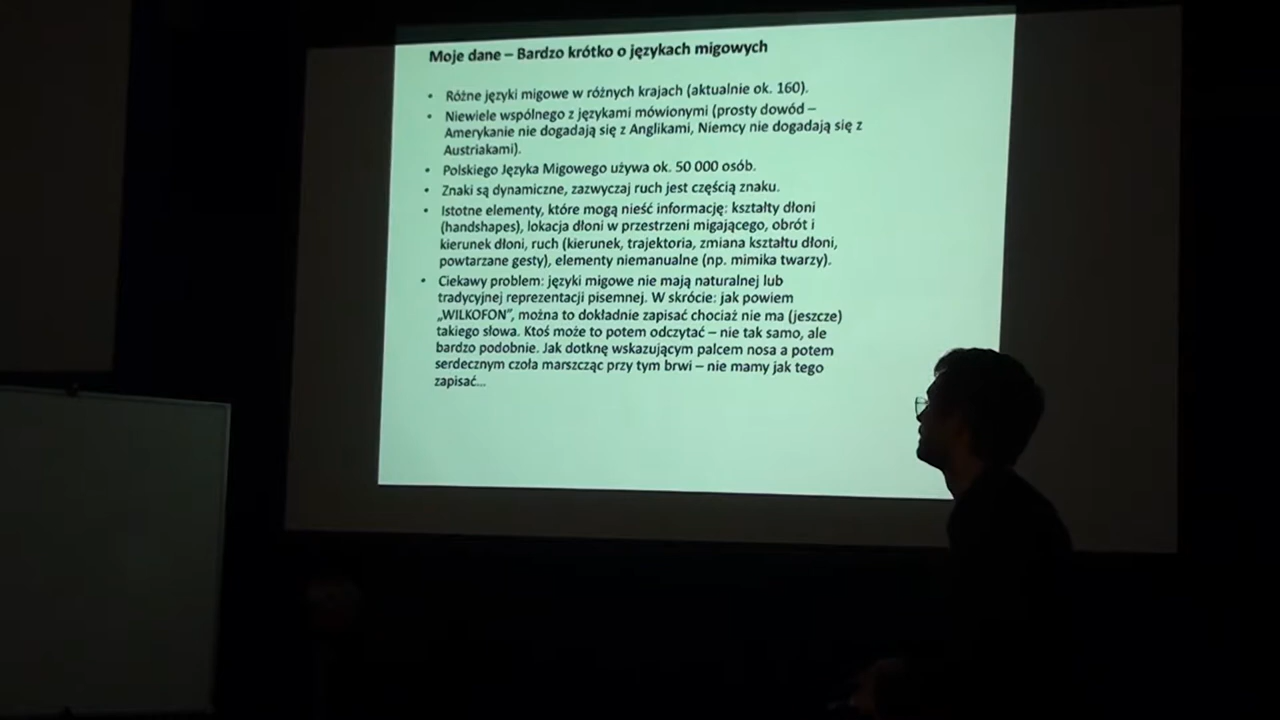 Moje dane – Bardzo krótko o językach migowych
• Różne języki migowe w różnych krajach (aktualnie ok. 160).
• Niewiele wspólnego z językami mówionymi (prosty dowód –
Amerykanie nie dogadają się z Anglikami, Niemcy nie dogadają się z
Austriakami).
• Polskiego Języka Migowego używa ok. 50 000 osób.
• Znaki są dynamiczne, zazwyczaj ruch jest częścią znaku.
• Istotne elementy, które mogą nieść informację: kształty dłoni
(handshapes), lokacja dłoni w przestrzeni migającego, obrót i
kierunek dłoni, ruch (kierunek, trajektoria, zmiana kształtu dłoni,
powtarzane gesty), elementy niemanualne (np. mimika twarzy).
• Ciekawy problem: języki migowe nie mają naturalnej lub
tradycyjnej reprezentacji pisemnej. W skrócie: jak powiem
„WILKOFON”, można to dokładnie zapisać chociaż nie ma (jeszcze)
takiego słowa. Ktoś może to potem odczytać – nie tak samo, ale
bardzo podobnie. Jak dotknę wskazującym palcem nosa a potem
serdecznym czoła marszcząc przy tym brwi – nie mamy jak tego
zapisać...